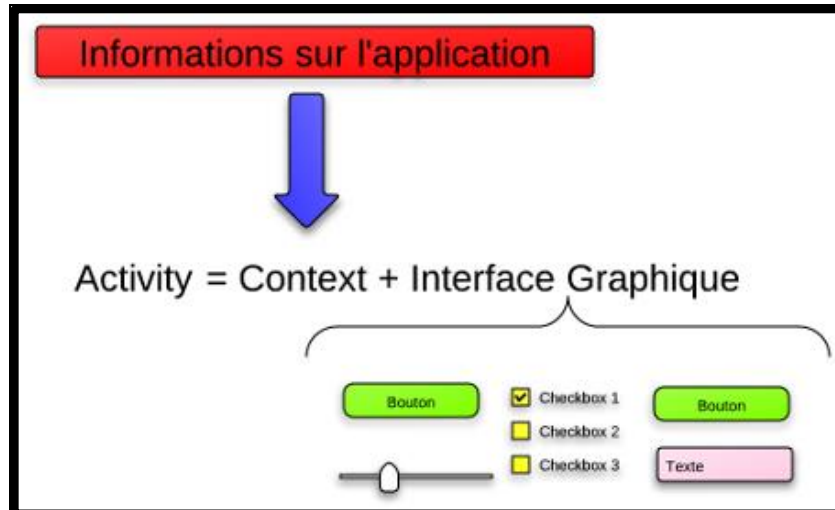 Informations sur l'application
Activity = Context + Interface Graphique
Bouton
Checkbox 1
Bouton
Checkbox 2
Checkbox 3
Texte